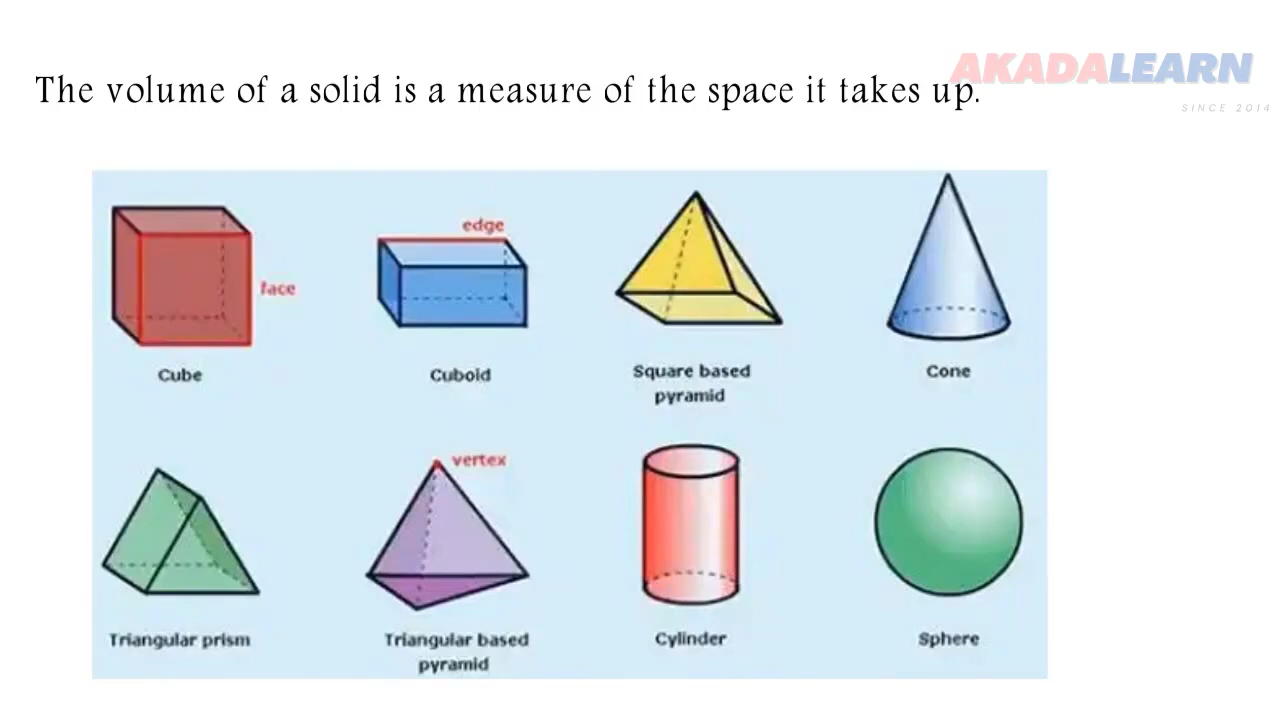 The volume of a solid is a measure of the space it takes up.
AKADALEARN
SINCE 2014
edge
face
Cube
Cuboid
Square based
pyramid
Cone
vertex
Triangular prism
Triangular based
pyramid
Cylinder
Sphere